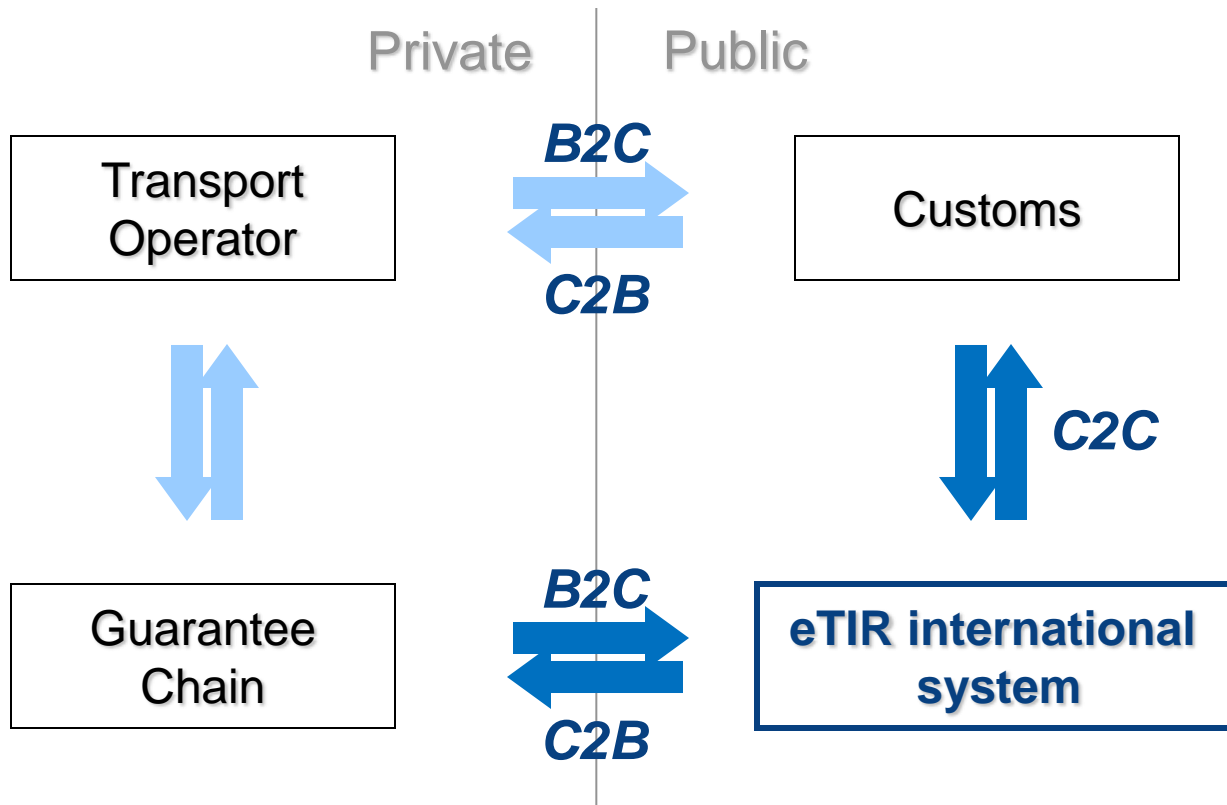 Private
Public
B2C
Transport
Operator
Customs
C2B
C2C
B2C
Guarantee
Chain
eTIR international
system
C2B